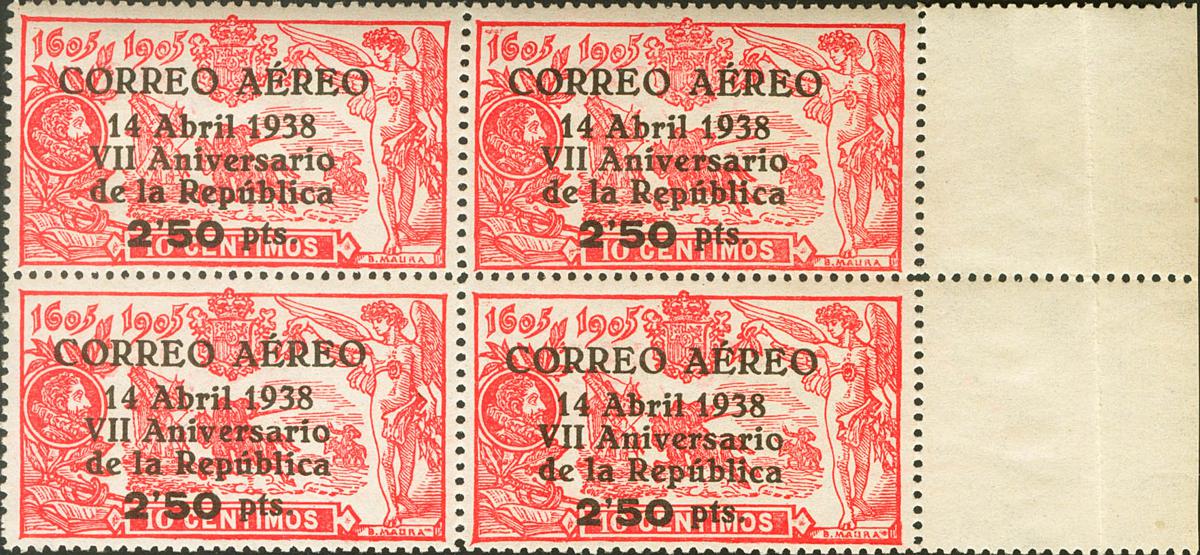 1605 1905
CORREO AÉREO
14 Abril 1938
VII Aniversario
de la República
2'50 pts.
10 CENTIMOS
B. MAURA
1605 1905
CORREO AÉREO
14 Abril 1938
VII Aniversario
de la República
2'50 pts.
10 CENTIMOS
B. MAURA
1605 1905
CORREO AÉREO
14 Abril 1938
VII Aniversario
de la República
2'50 pts.
10 CENTIMOS
B. MAURA
1605 1905
CORREO AÉREO
14 Abril 1938
VII Aniversario
de la República
2'50 pts.
10 CENTIMOS
B. MAURA